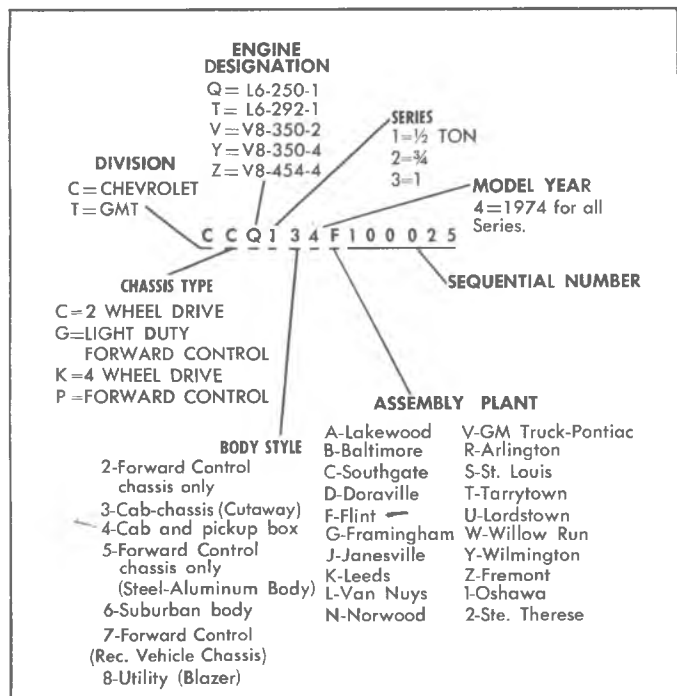 ENGINE
DESIGNATION
Q= L6-250-1
T= L6-292-1
V=V8-350-2
Y=V8-350-4
Z=V8-454-4
SERIES
1=½ TON
2=¾
3=1
DIVISION
C=CHEVROLET
T=GMT
MODEL YEAR
4=1974 for all
Series.
C C Q 1 3 4 F 1 0 0 0 2 5
SEQUENTIAL NUMBER
CHASSIS TYPE
C=2 WHEEL DRIVE
G=LIGHT DUTY
FORWARD CONTROL
K=4 WHEEL DRIVE
P=FORWARD CONTROL
BODY STYLE
2-Forward Control
chassis only
3-Cab-chassis (Cutaway)
4-Cab and pickup box
5-Forward Control
chassis only
(Steel-Aluminum Body)
6-Suburban body
7-Forward Control
(Rec. Vehicle Chassis)
8-Utility (Blazer)
ASSEMBLY PLANT
A-Lakewood
B-Baltimore
C-Southgate
D-Doraville
F-Flint
G-Framingham
J-Janesville
K-Leeds
L-Van Nuys
N-Norwood
V-GM Truck-Pontiac
R-Arlington
S-St. Louis
T-Tarrytown
U-Lordstown
W-Willow Run
Y-Wilmington
Z-Fremont
1-Oshawa
2-Ste. Therese